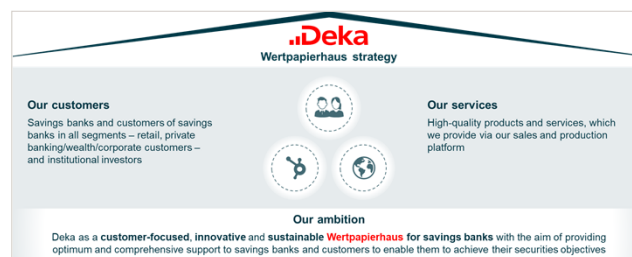 ..Deka
Wertpapierhaus strategy
Our customers
Savings banks and customers of savings
banks in all segments – retail, private
banking/wealth/corporate customers –
and institutional investors
Our services
High-quality products and services, which
we provide via our sales and production
platform
Our ambition
Deka as a customer-focused, innovative and sustainable Wertpapierhaus for savings banks with the aim of providing
optimum and comprehensive support to savings banks and customers to enable them to achieve their securities objectives